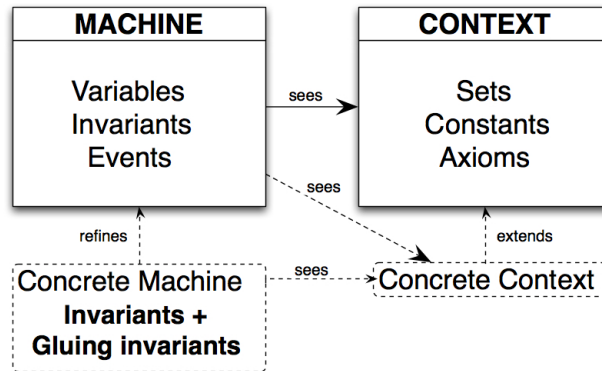 MACHINE
CONTEXT
Variables
Invariants
Events
sees
Sets
Constants
Axioms
sees
refines
extends
Concrete Machine
Invariants +
Gluing invariants
sees
Concrete Context